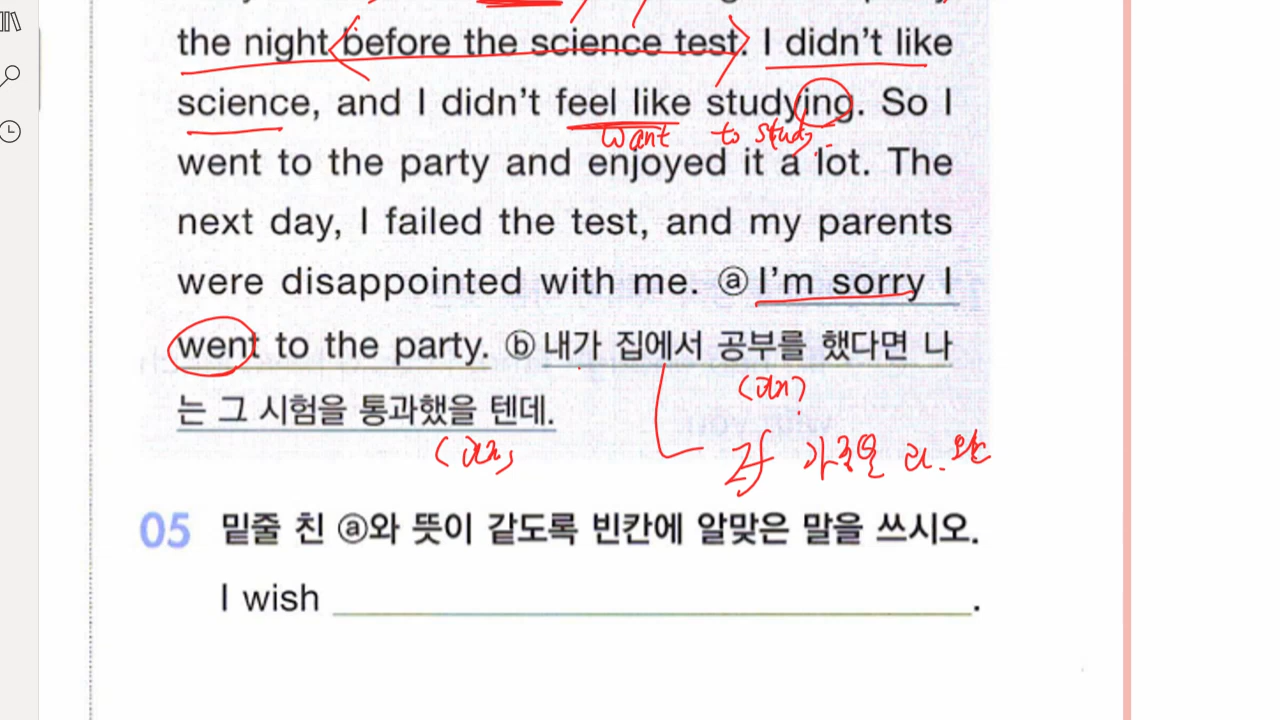 the night before the science test. I didn't like
science, and I didn't feel like studying. So I
want to study
went to the party and enjoyed it a lot. The
next day, I failed the test, and my parents
were disappointed with me. ⓐ I'm sorry I
went to the party. ⓑ 내가 집에서 공부를 했다면 나
는 그 시험을 통과했을 텐데.
05 밑줄 친 ⓐ와 뜻이 같도록 빈칸에 알맞은 말을 쓰시오.
I wish .